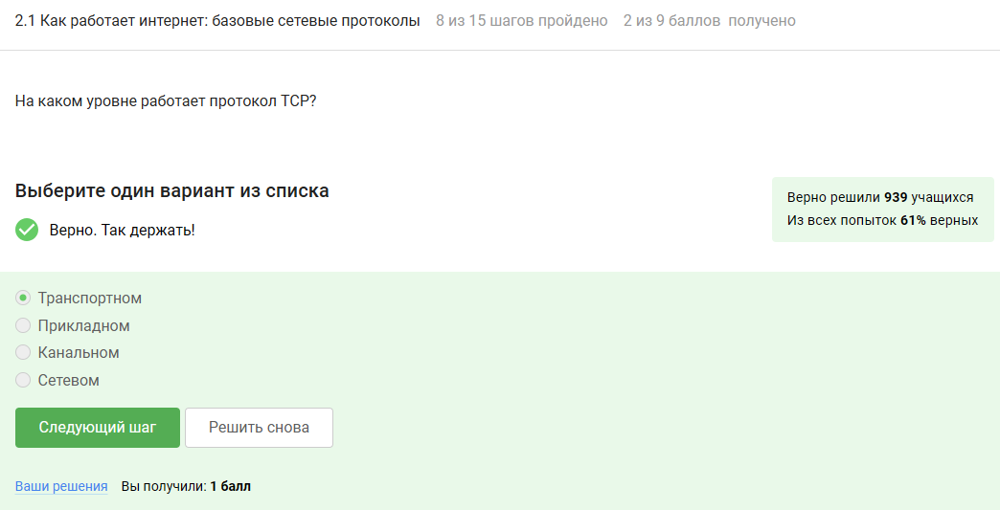 2.1 Как работает интернет: базовые сетевые протоколы 8 из 15 шагов пройдено 2 из 9 баллов получено
На каком уровне работает протокол TCP?
Выберите один вариант из списка
Верно. Так держать!
Верно решили 939 учащихся
Из всех попыток 61% верных
Транспортном
Прикладном
Канальном
Сетевом
Следующий шаг Решить снова
Ваши решения Вы получили: 1 балл